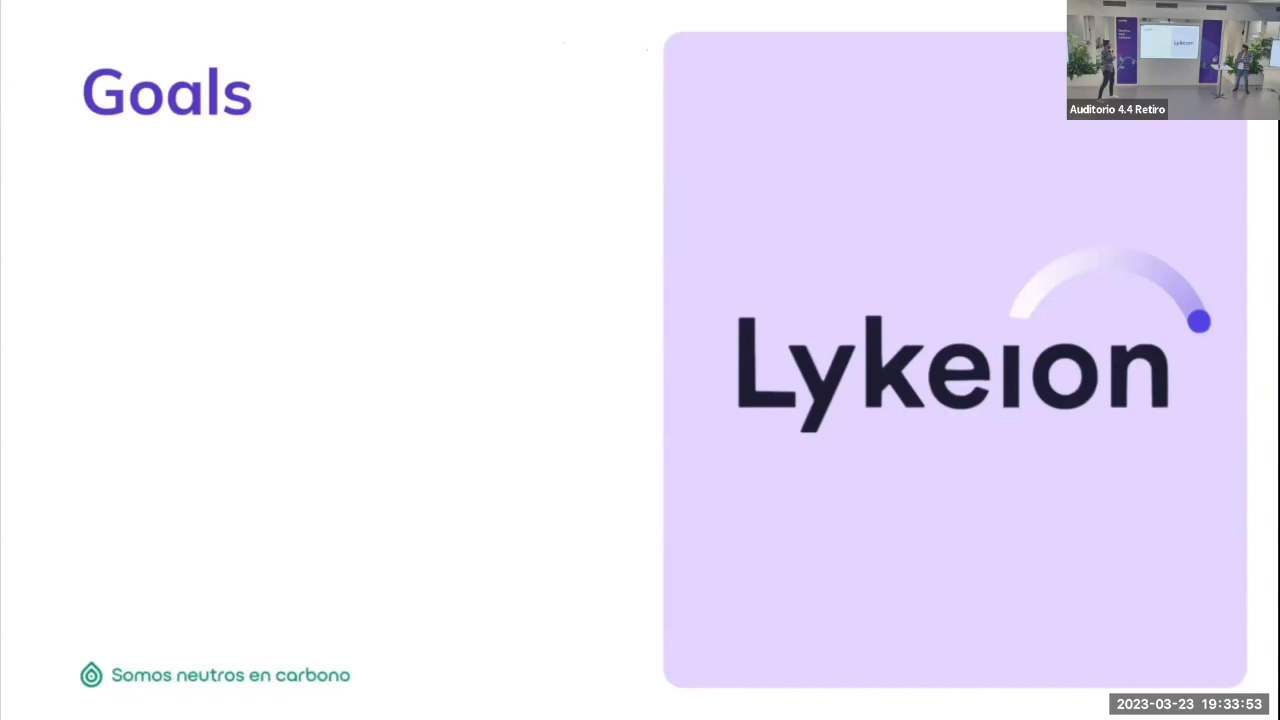 Goals
Auditorio 4.4 Retiro
Lykeion
Somos neutros en carbono
2023-03-23 19:33:53